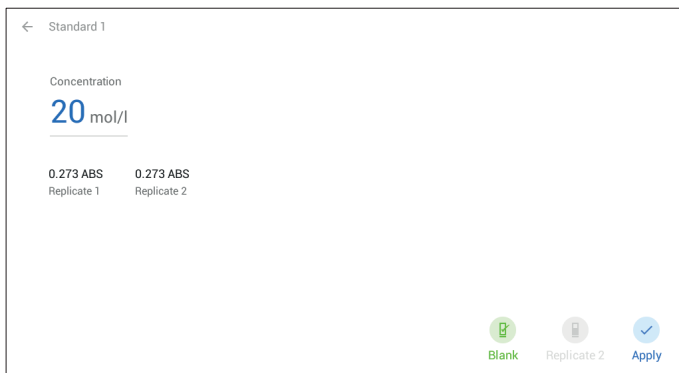 Standard 1
Concentration
20 mol/l
0.273 ABS 0.273 ABS
Replicate 1 Replicate 2
Blank Replicate 2 Apply